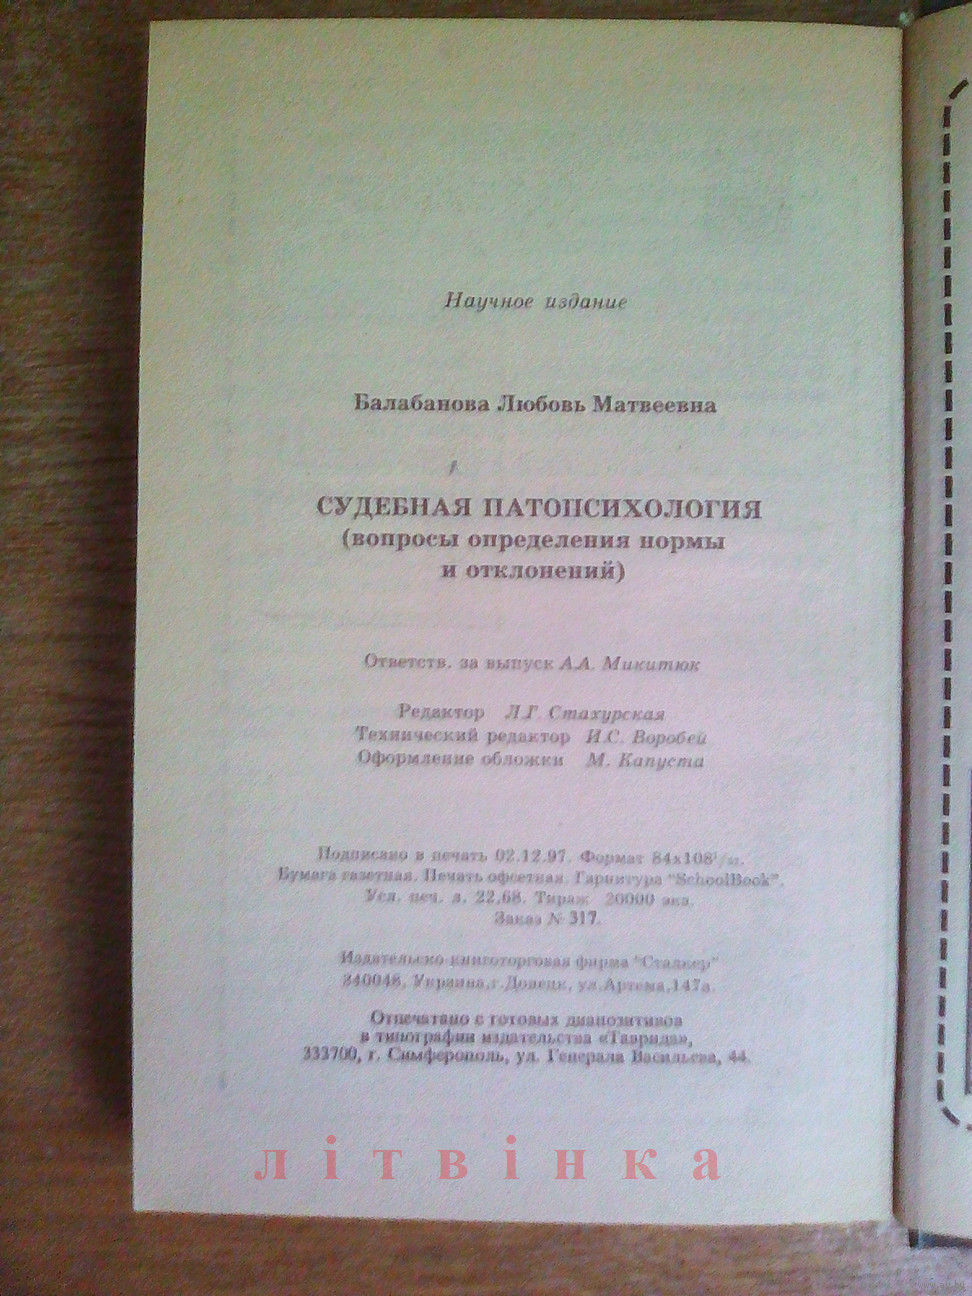 Научное издание
Балабанова Любовь Матвеевна
СУДЕБНАЯ ПАТОПСИХОЛОГИЯ
(вопросы определения нормы
и отклонений)
Ответств. за выпуск А.А. Микитюк
Редактор Л.Г. Стахурская
Технический редактор И.С. Воробей
Оформление обложки М. Капуста
Подписано в печать 02.12.97. Формат 84х108¹/₃₂.
Бумага газетная. Печать офсетная. Гарнитура "SchoolBook".
Усл. печ. л. 22,68. Тираж 20000 экз.
Заказ № 317.
Издательско-книготорговая фирма "Сталкер"
340048, Украина, г. Донецк, ул. Артема, 147а.
Отпечатано с готовых диапозитивов
в типографии издательства «Таврида»,
333700, г. Симферополь, ул. Генерала Васильева, 44.
літвінка